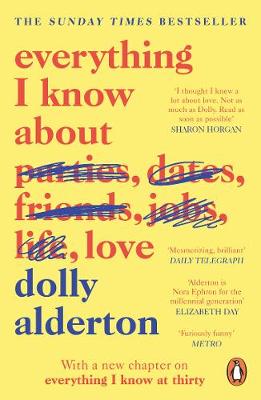 THE SUNDAY TIMES BESTSELLER
everything I
know about
parties, dates,
friends, jobs,
life, love
dolly
alderton
'I thought I knew
a lot about love. Not
as much as Dolly. Read as
soon as possible'
SHARON HORGAN
'Mesmerizing, brilliant'
DAILY TELEGRAPH
'Alderton is
Nora Ephron for the
millennial generation'
ELIZABETH DAY
'Furiously funny'
METRO
With a new chapter on
everything I know at thirty